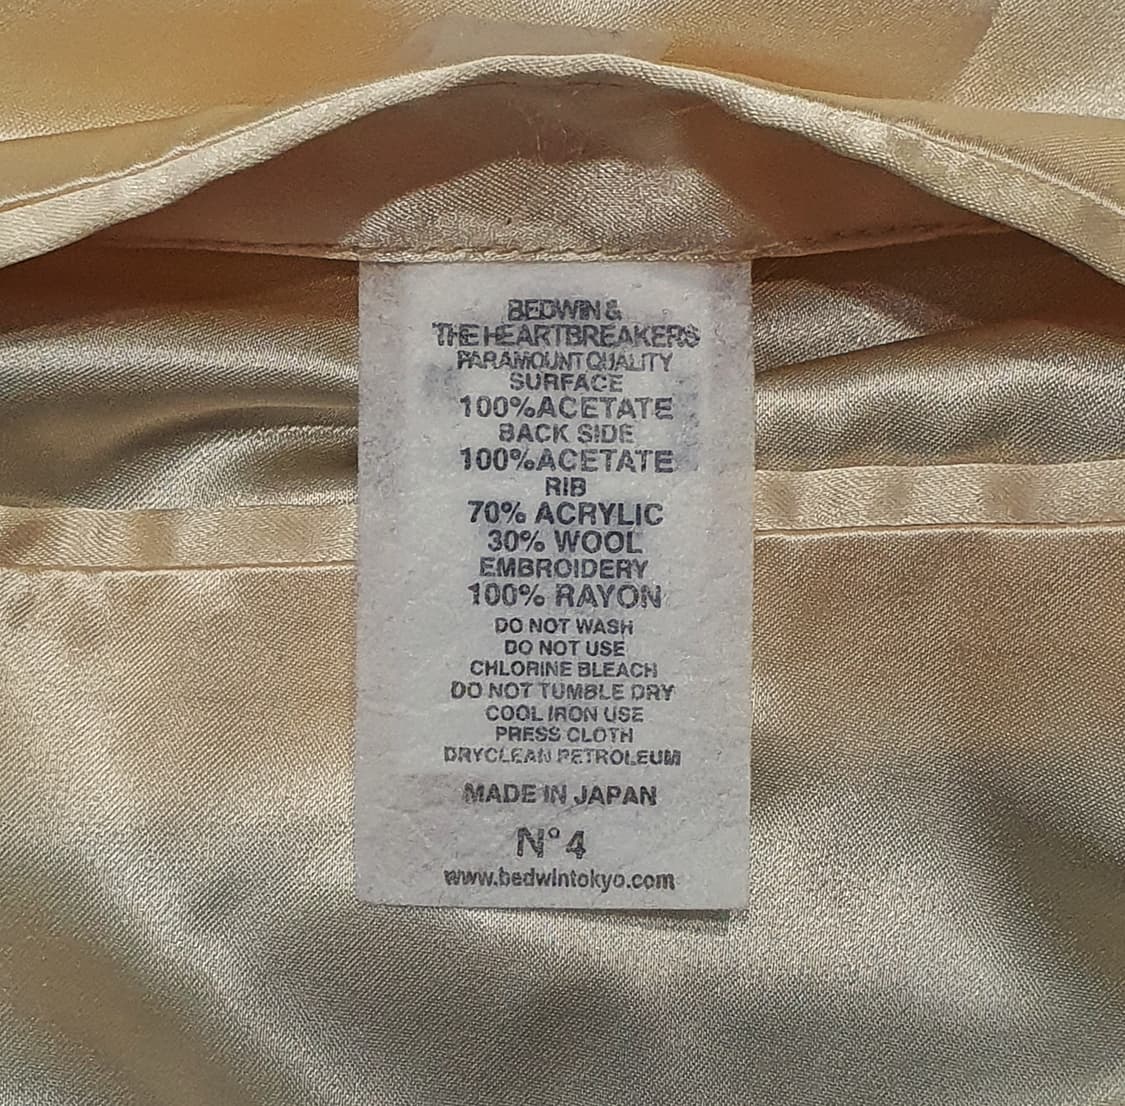 BEDWIN &
THE HEARTBREAKERS
PARAMOUNT QUALITY
SURFACE
100% ACETATE
BACK SIDE
100% ACETATE
RIB
70% ACRYLIC
30% WOOL
EMBROIDERY
100% RAYON
DO NOT WASH
DO NOT USE
CHLORINE BLEACH
DO NOT TUMBLE DRY
COOL IRON USE
PRESS CLOTH
DRYCLEAN PETROLEUM
MADE IN JAPAN
N° 4
www.bedwintokyo.com